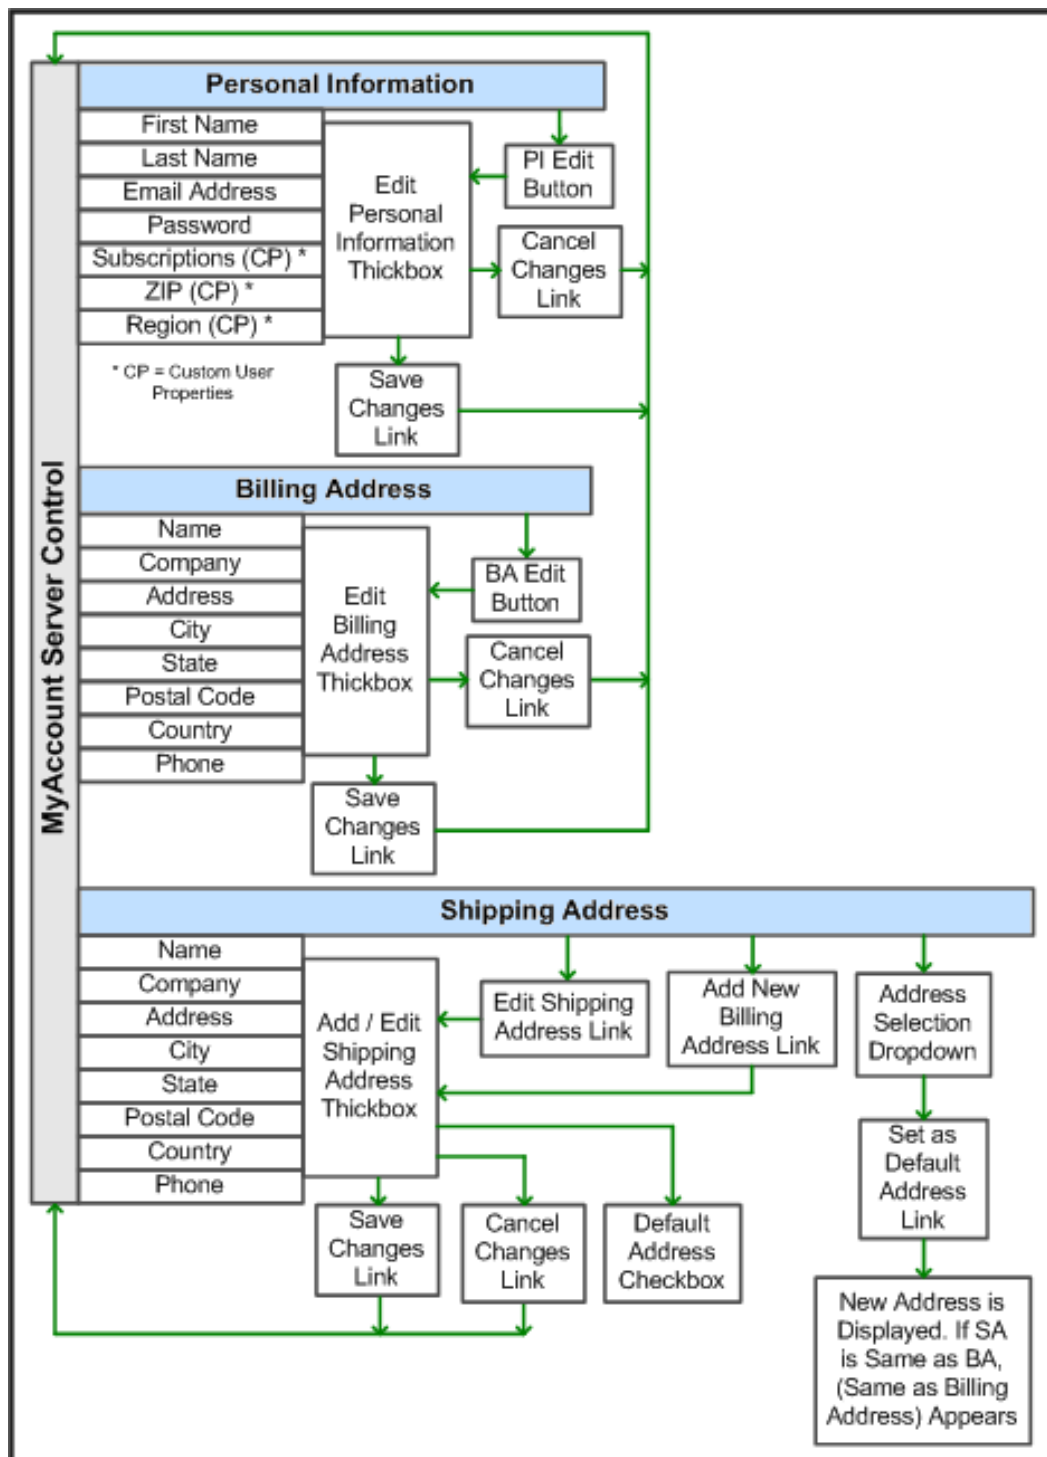 MyAccount Server Control
Personal Information
First Name
Last Name
Email Address
Password
Subscriptions (CP) *
ZIP (CP) *
Region (CP) *
* CP = Custom User
Properties
Edit
Personal
Information
Thickbox
PI Edit
Button
Cancel
Changes
Link
Save
Changes
Link
Billing Address
Name
Company
Address
City
State
Postal Code
Country
Phone
Edit
Billing
Address
Thickbox
BA Edit
Button
Cancel
Changes
Link
Save
Changes
Link
Shipping Address
Name
Company
Address
City
State
Postal Code
Country
Phone
Add / Edit
Shipping
Address
Thickbox
Edit Shipping
Address Link
Add New
Billing
Address Link
Address
Selection
Dropdown
Set as
Default
Address
Link
Save
Changes
Link
Cancel
Changes
Link
Default
Address
Checkbox
New Address is
Displayed. If SA
is Same as BA,
(Same as Billing
Address) Appears